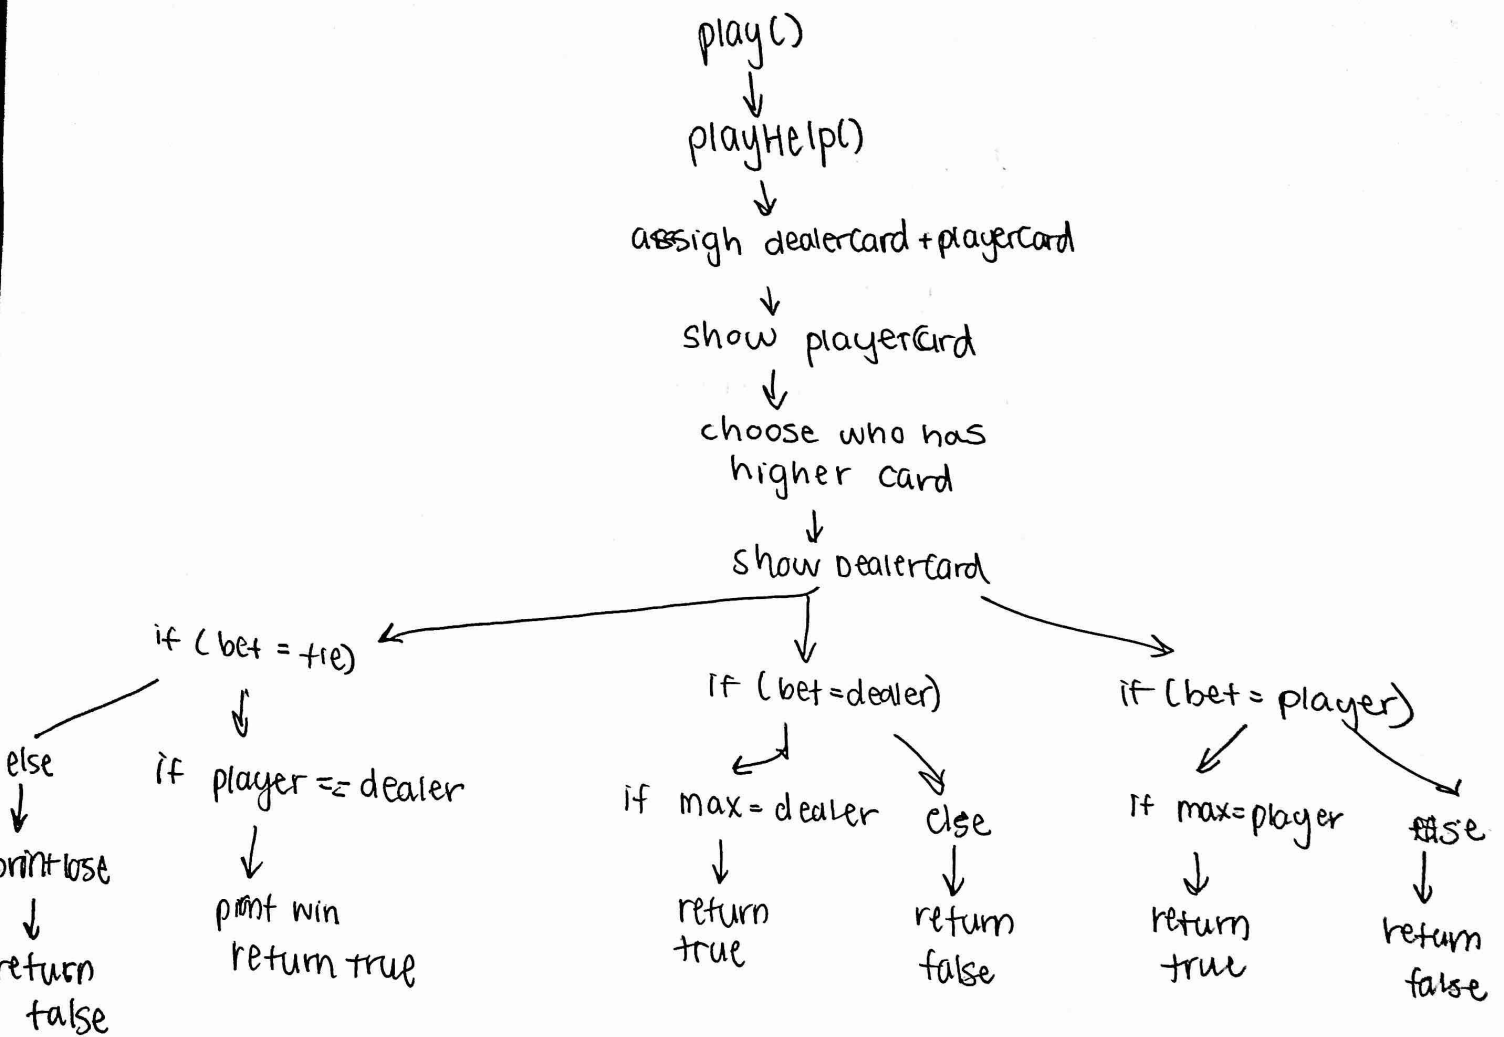 play()
playHelp()
assigh dealercard + playercard
show playerCard
choose who has
higher card
show Dealercard
if (bet = tie)
if (bet = dealer)
if (bet = player)
else
if player == dealer
if max = dealer
else
if max = player
else
print lose
print win
return true
return
true
return
false
return
true
return
false
return
false